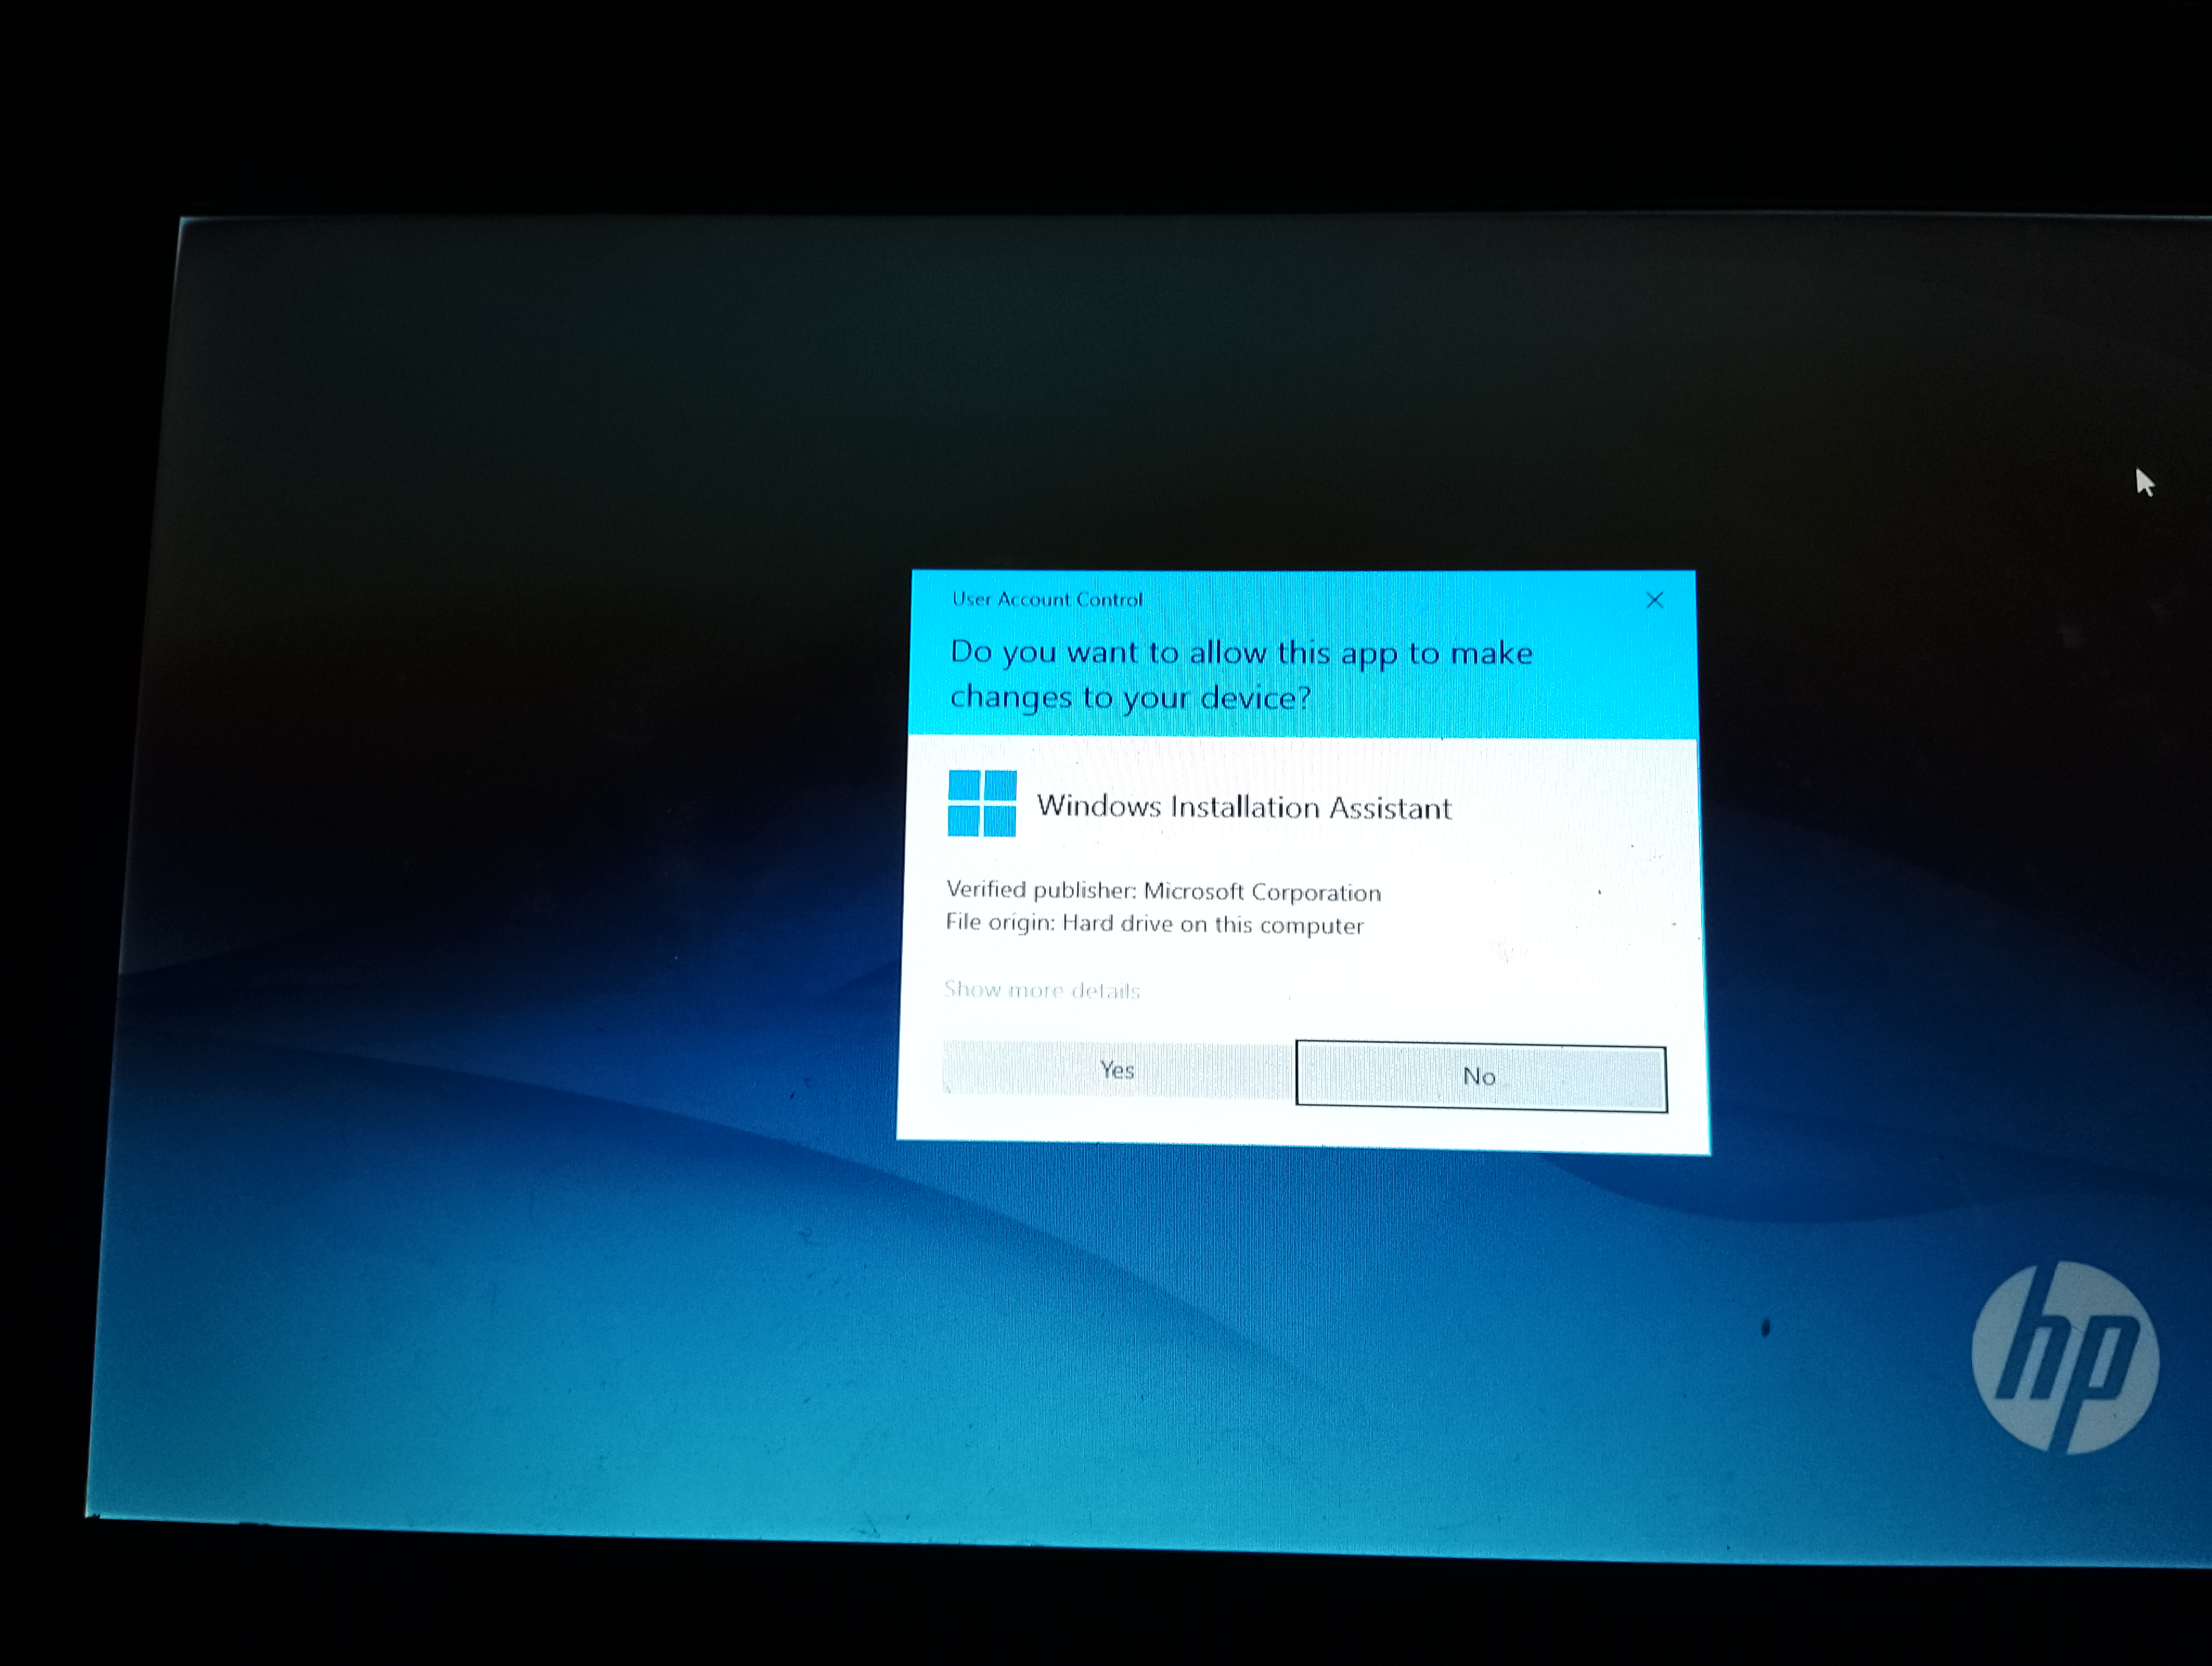 User Account Control
Do you want to allow this app to make
changes to your device?
Windows Installation Assistant
Verified publisher: Microsoft Corporation
File origin: Hard drive on this computer
Show more details
Yes
No
hp